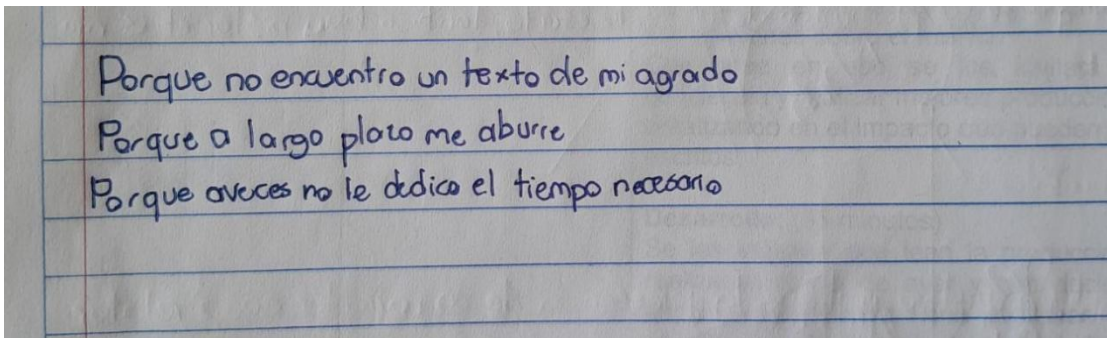 Porque no encuentro un texto de mi agrado
Porque a largo plazo me aburre
Porque aveces no le dedico el tiempo necesario